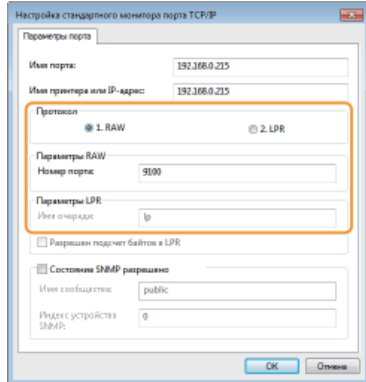 Настройка стандартного монитора порта TCP/IP
Параметры порта
Имя порта: 192.168.0.215
Имя принтера или IP-адрес: 192.168.0.215
Протокол
1. RAW 2. LPR
Параметры RAW
Номер порта: 9100
Параметры LPR
Имя очереди: lp
Разрешен подсчет байтов в LPR
Состояние SNMP разрешено
Имя сообщества: public
Индекс устройства 0
SNMP:
OK Отмена